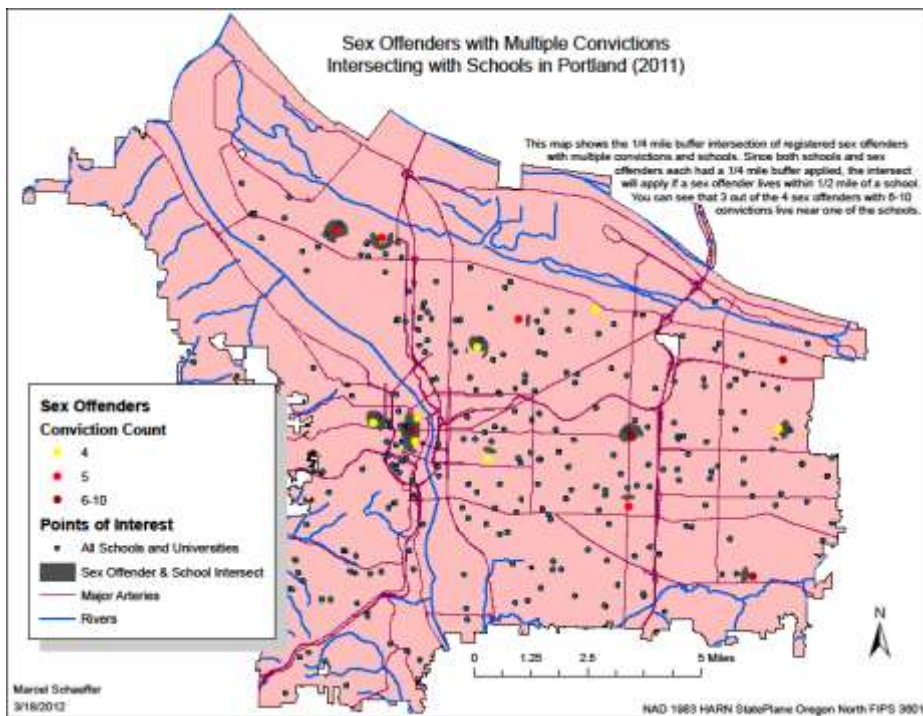 Sex Offenders with Multiple Convictions
Intersecting with Schools in Portland (2011)
This map shows the 1/4 mile buffer intersection of registered sex offenders
with multiple convictions and schools. Since both schools and sex
offenders each had a 1/4 mile buffer applied, the intersect
will apply if a sex offender lives within 1/2 mile of a school.
You can see that 3 out of the 4 sex offenders with 6-10
convictions live near one of the schools.
Sex Offenders
Conviction Count
4
5
6-10
Points of Interest
All Schools and Universities
Sex Offender & School Intersect
Major Arteries
Rivers
N
0 1.25 2.5 5 Miles
Marcel Schaeffer
3/18/2012
NAD 1983 HARN StatePlane Oregon North FIPS 3601